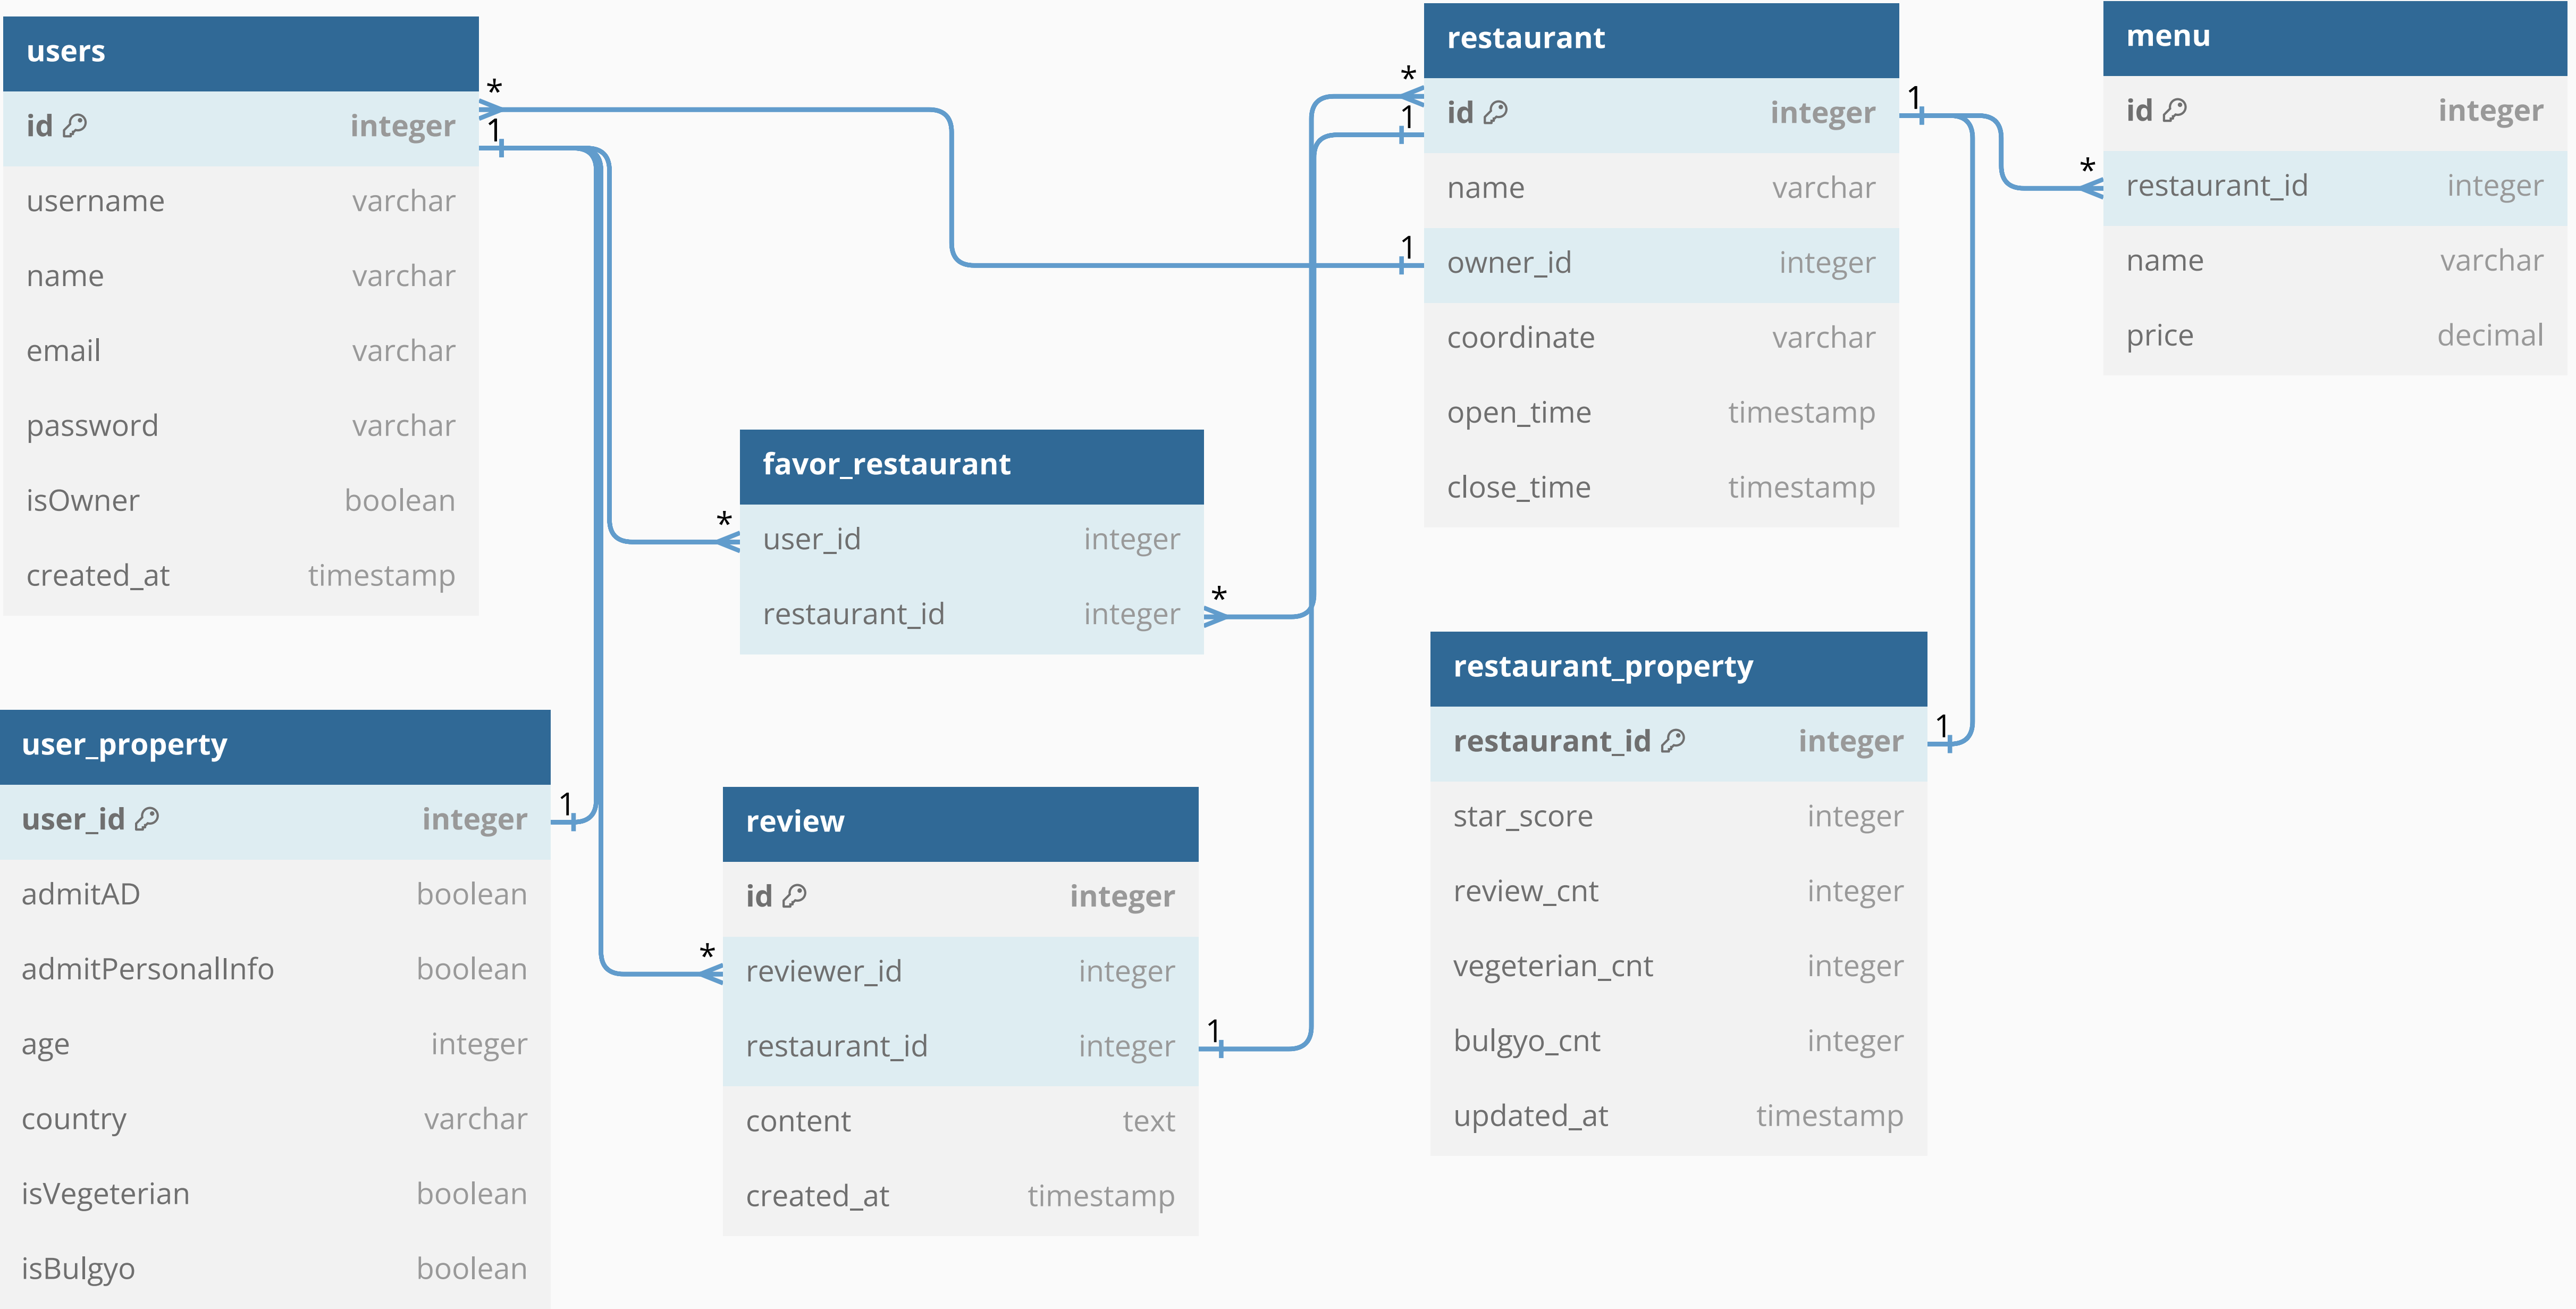 users
*
id integer
1
username varchar
name varchar
email varchar
password varchar
isOwner boolean
created_at timestamp
user_property
user_id integer
1
admitAD boolean
admitPersonalInfo boolean
age integer
country varchar
isVegeterian boolean
isBulgyo boolean
favor_restaurant
*
user_id integer
restaurant_id integer
*
review
id integer
*
reviewer_id integer
restaurant_id integer
1
content text
created_at timestamp
restaurant
*
1
id integer
1
name varchar
1
owner_id integer
coordinate varchar
open_time timestamp
close_time timestamp
restaurant_property
restaurant_id integer
1
star_score integer
review_cnt integer
vegeterian_cnt integer
bulgyo_cnt integer
updated_at timestamp
menu
id integer
*
restaurant_id integer
name varchar
price decimal